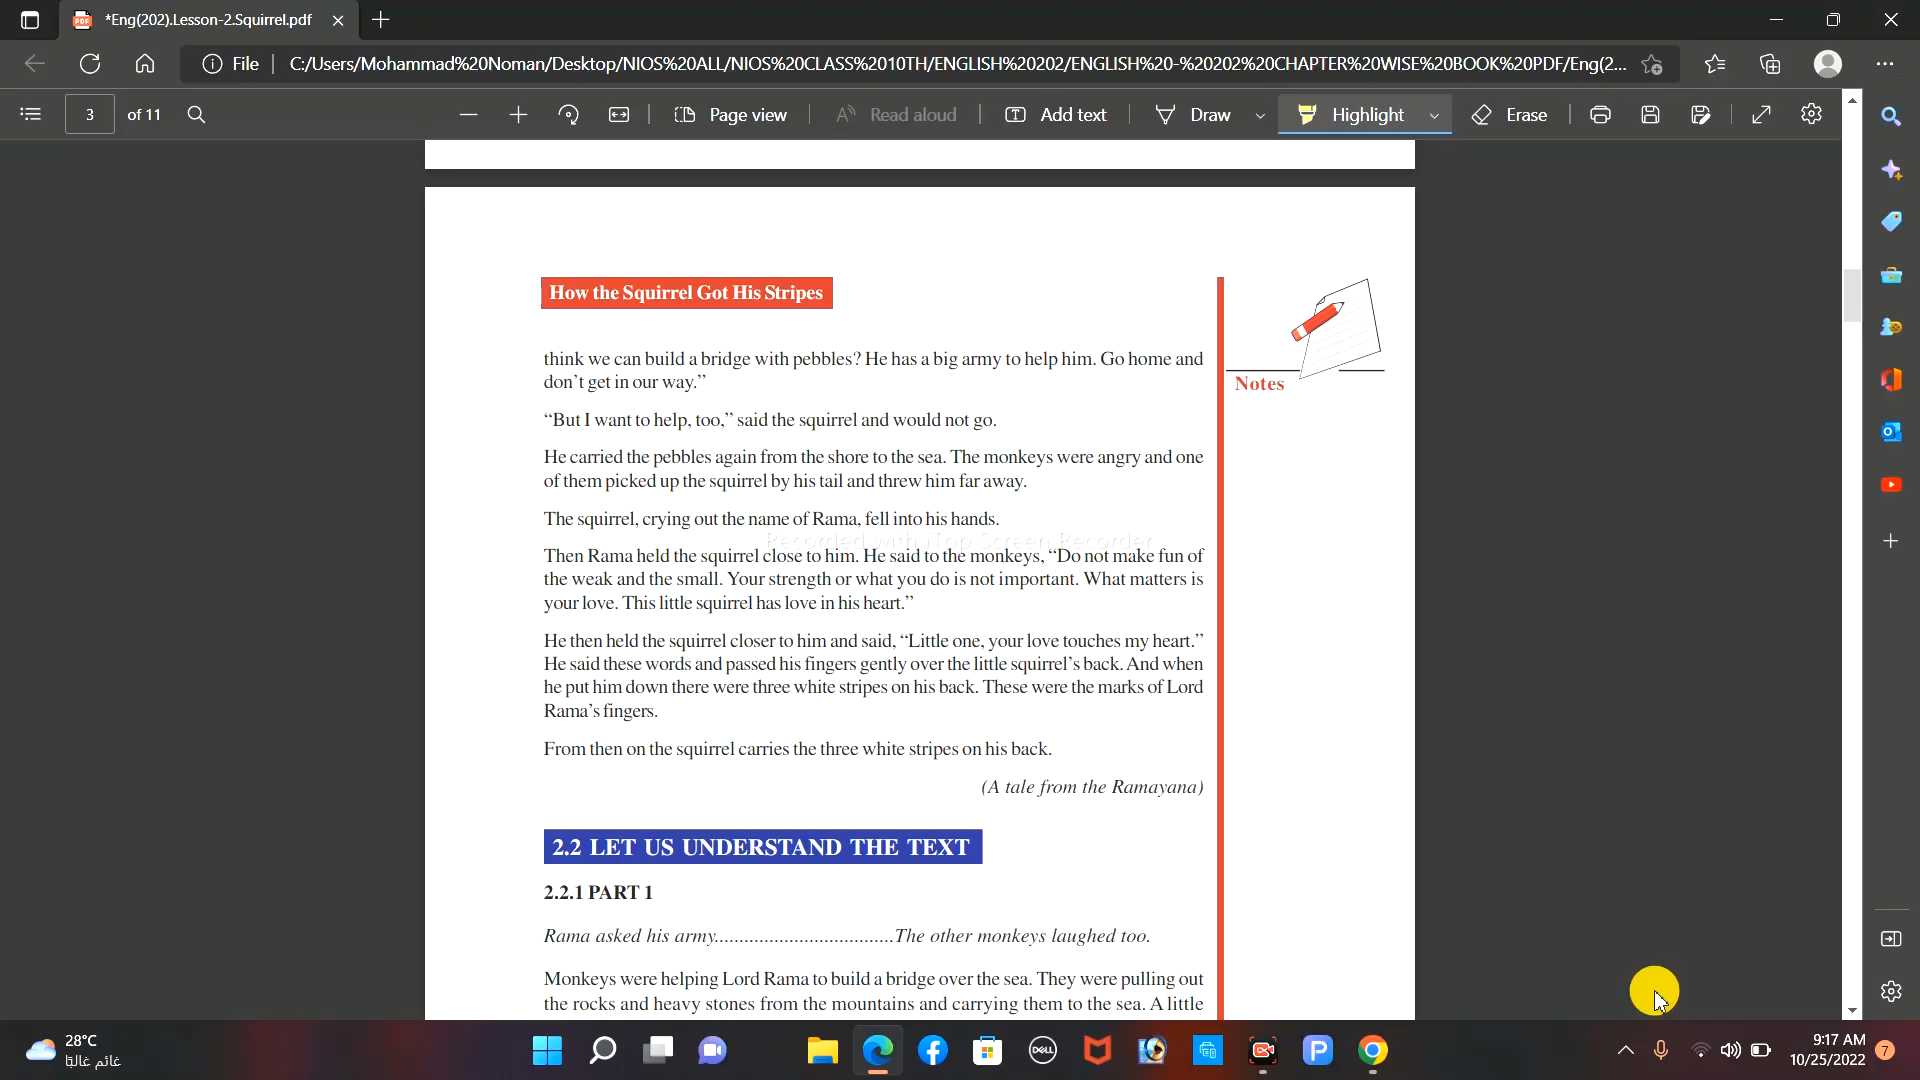 *Eng(202).Lesson-2.Squirrel.pdf
File
C:/Users/Mohammad%20Noman/Desktop/NIOS%20ALL/NIOS%20CLASS%2010TH/ENGLISH%20202/ENGLISH%20-%20202%20CHAPTER%20WISE%20BOOK%20PDF/Eng(2...
3 of 11
Page view
Read aloud
Add text
Draw
Highlight
Erase
How the Squirrel Got His Stripes
Notes
think we can build a bridge with pebbles? He has a big army to help him. Go home and
don’t get in our way.”
“But I want to help, too,” said the squirrel and would not go.
He carried the pebbles again from the shore to the sea. The monkeys were angry and one
of them picked up the squirrel by his tail and threw him far away.
The squirrel, crying out the name of Rama, fell into his hands.
Recorded with iTop Screen Recorder
Then Rama held the squirrel close to him. He said to the monkeys, “Do not make fun of
the weak and the small. Your strength or what you do is not important. What matters is
your love. This little squirrel has love in his heart.”
He then held the squirrel closer to him and said, “Little one, your love touches my heart.”
He said these words and passed his fingers gently over the little squirrel’s back. And when
he put him down there were three white stripes on his back. These were the marks of Lord
Rama’s fingers.
From then on the squirrel carries the three white stripes on his back.
(A tale from the Ramayana)
2.2 LET US UNDERSTAND THE TEXT
2.2.1 PART 1
Rama asked his army...................................The other monkeys laughed too.
Monkeys were helping Lord Rama to build a bridge over the sea. They were pulling out
the rocks and heavy stones from the mountains and carrying them to the sea. A little
28°C
غائم غالبًا
DELL
9:17 AM
10/25/2022
7